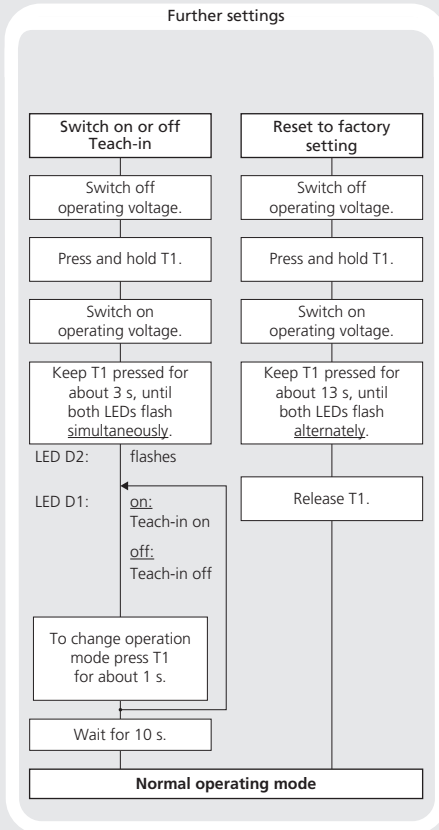 Further settings
Switch on or off
Teach-in
Switch off
operating voltage.
Press and hold T1.
Switch on
operating voltage.
Keep T1 pressed for
about 3 s, until
both LEDs flash
simultaneously.
LED D2: flashes
LED D1: on:
Teach-in on
off:
Teach-in off
To change operation
mode press T1
for about 1 s.
Wait for 10 s.
Reset to factory
setting
Switch off
operating voltage.
Press and hold T1.
Switch on
operating voltage.
Keep T1 pressed for
about 13 s, until
both LEDs flash
alternately.
Release T1.
Normal operating mode